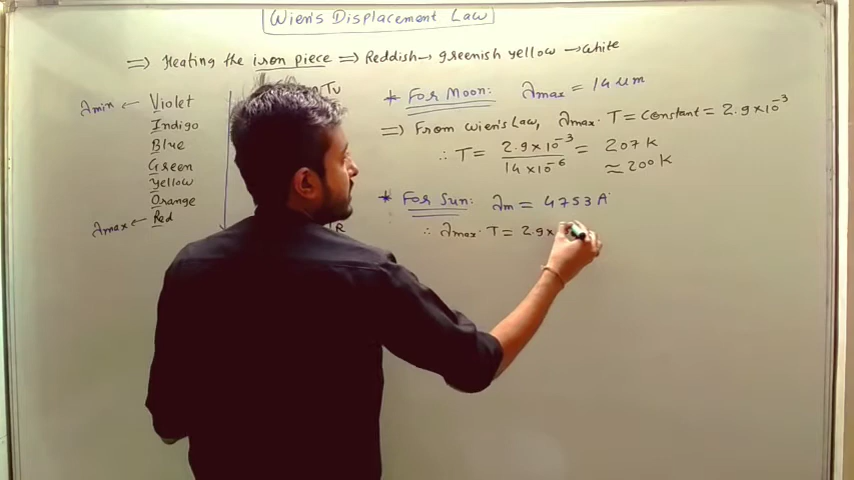 Wien's Displacement Law
⇒ Heating the iron piece ⇒ Reddish → greenish yellow → white
λmin ← Violet
Indigo
Blue
Green
Yellow
Orange
λmax ← Red
TV
TR
* For Moon: λmax = 14 μm
⇒ From Wien's Law, λmax · T = Constant = 2.9 × 10⁻³
∴ T = 2.9 × 10⁻³ / 14 × 10⁻⁶ = 207 K
≈ 200 K
* For Sun: λm = 4753 A°
∴ λmax · T = 2.9 ×